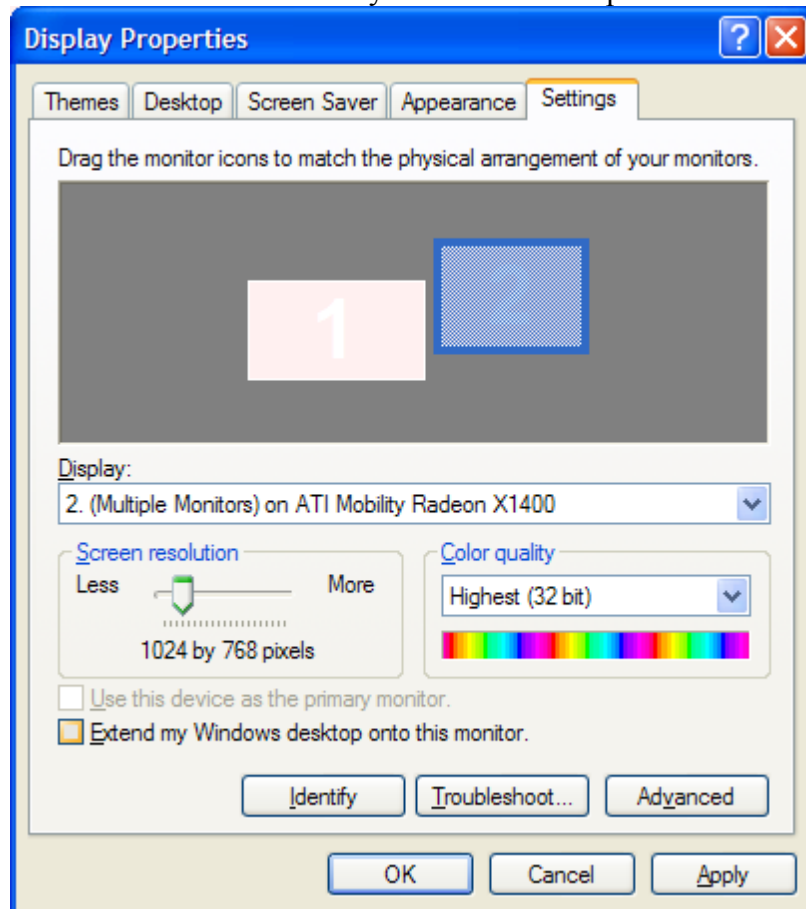 Display Properties
Themes Desktop Screen Saver Appearance Settings
Drag the monitor icons to match the physical arrangement of your monitors.
1 2
Display:
2. (Multiple Monitors) on ATI Mobility Radeon X1400
Screen resolution Color quality
Less More Highest (32 bit)
1024 by 768 pixels
Use this device as the primary monitor.
Extend my Windows desktop onto this monitor.
Identify Troubleshoot... Advanced
OK Cancel Apply